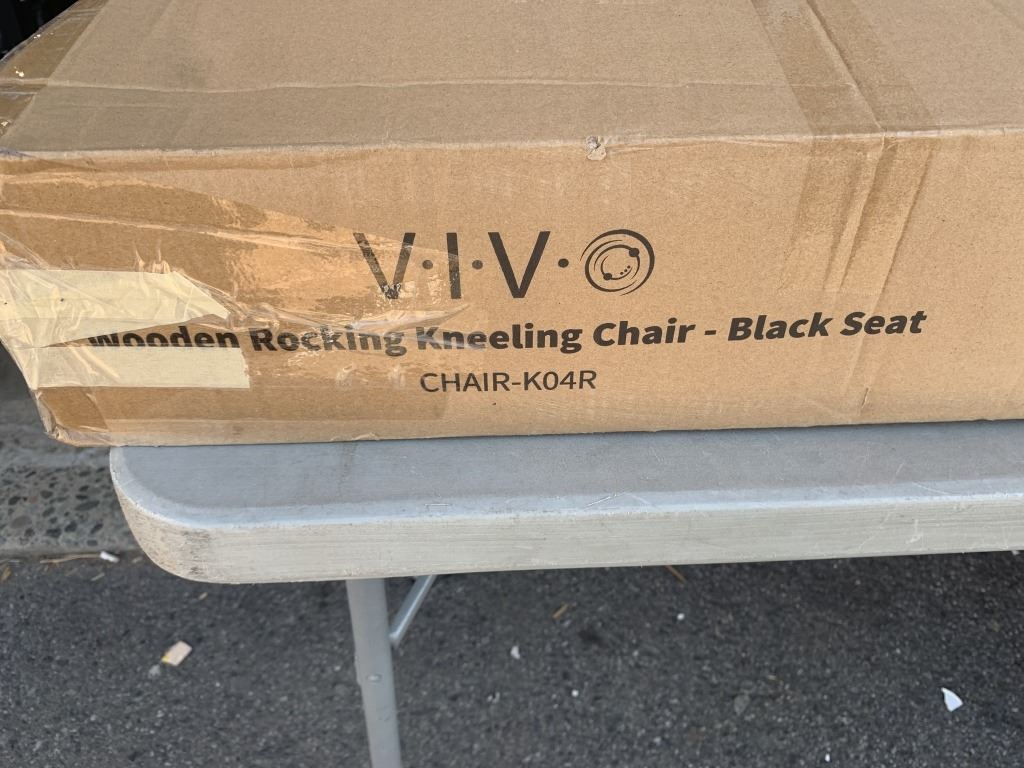 V·I·V·O
Wooden Rocking Kneeling Chair - Black Seat
CHAIR-K04R